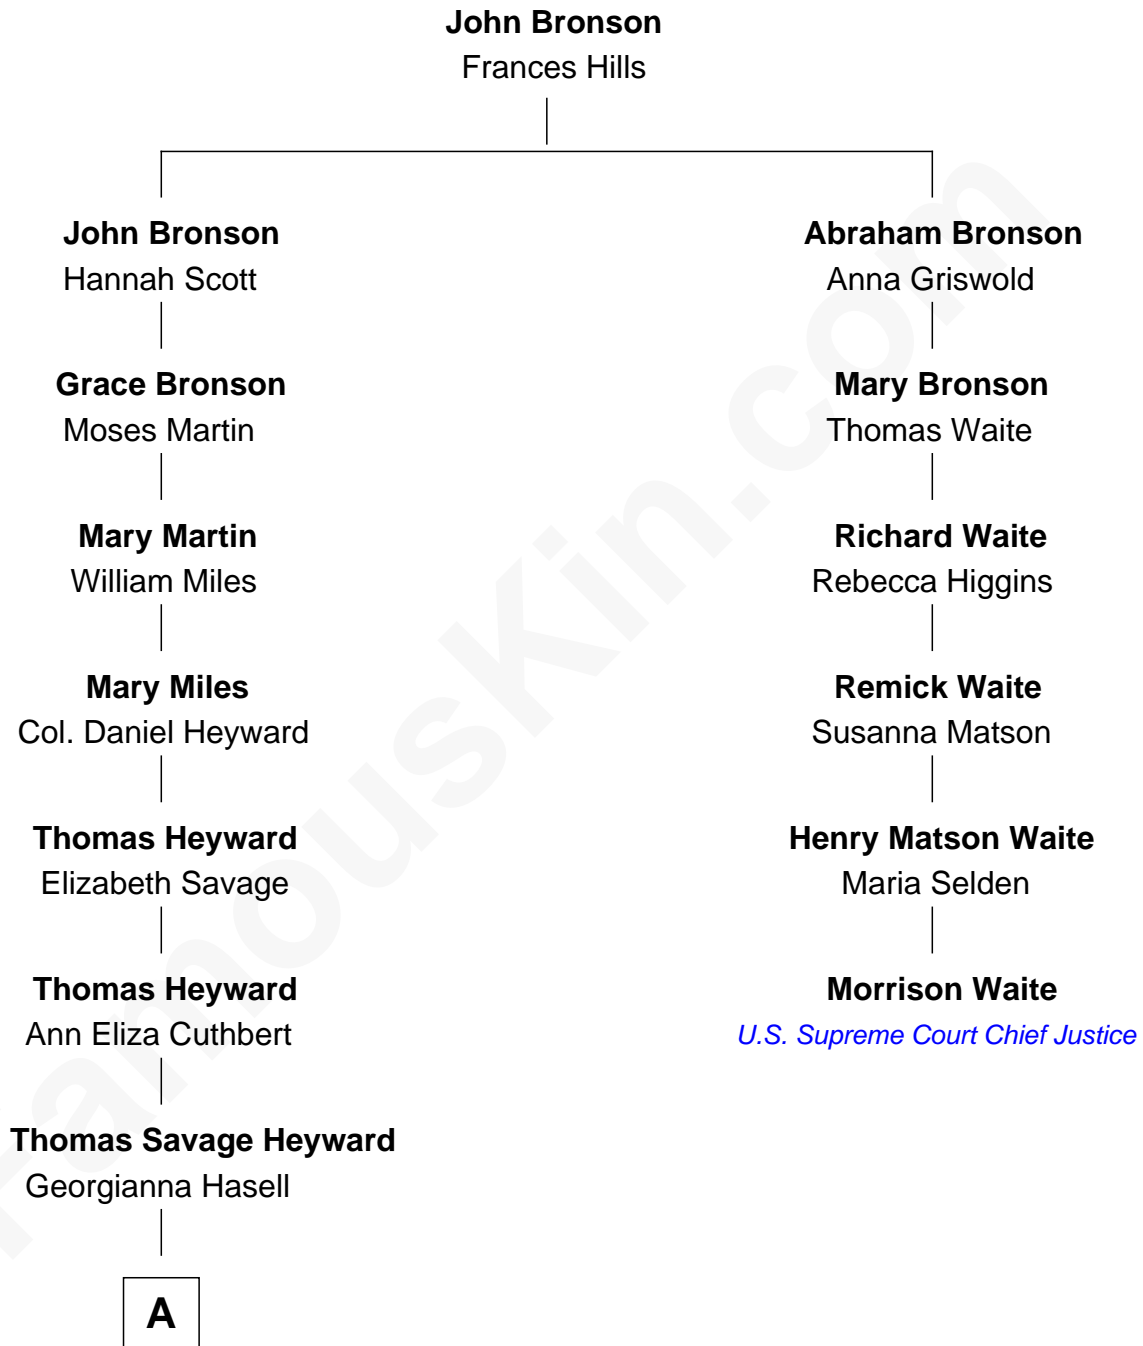 John Bronson
Frances Hills
John Bronson
Hannah Scott
Grace Bronson
Moses Martin
Mary Martin
William Miles
Mary Miles
Col. Daniel Heyward
Thomas Heyward
Elizabeth Savage
Thomas Heyward
Ann Eliza Cuthbert
Thomas Savage Heyward
Georgianna Hasell
A
Abraham Bronson
Anna Griswold
Mary Bronson
Thomas Waite
Richard Waite
Rebecca Higgins
Remick Waite
Susanna Matson
Henry Matson Waite
Maria Selden
Morrison Waite
U.S. Supreme Court Chief Justice
FamousKin.com